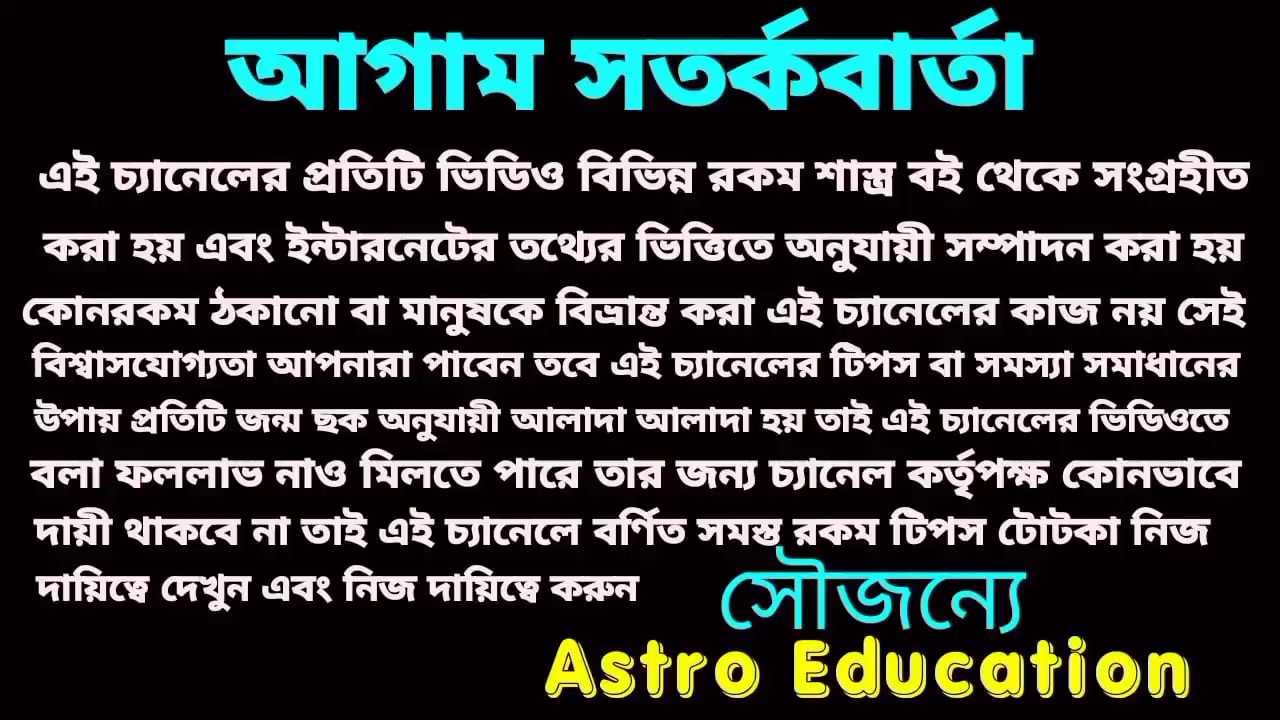 আগাম সতর্কবার্তা
এই চ্যানেলের প্রতিটি ভিডিও বিভিন্ন রকম শাস্ত্র বই থেকে সংগ্রহীত
করা হয় এবং ইন্টারনেটের তথ্যের ভিত্তিতে অনুযায়ী সম্পাদন করা হয়
কোনরকম ঠকানো বা মানুষকে বিভ্রান্ত করা এই চ্যানেলের কাজ নয় সেই
বিশ্বাসযোগ্যতা আপনারা পাবেন তবে এই চ্যানেলের টিপস বা সমস্যা সমাধানের
উপায় প্রতিটি জন্ম ছক অনুযায়ী আলাদা আলাদা হয় তাই এই চ্যানেলের ভিডিওতে
বলা ফললাভ নাও মিলতে পারে তার জন্য চ্যানেল কর্তৃপক্ষ কোনভাবে
দায়ী থাকবে না তাই এই চ্যানেলে বর্ণিত সমস্ত রকম টিপস টোটকা নিজ
দায়িত্বে দেখুন এবং নিজ দায়িত্বে করুন
সৌজন্যে
Astro Education